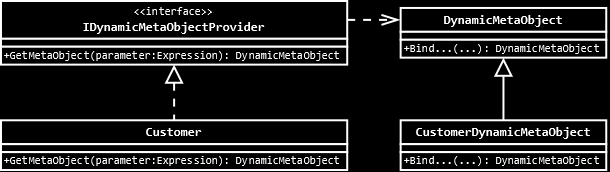 <<interface>>
IDynamicMetaObjectProvider
+GetMetaObject(parameter:Expression): DynamicMetaObject
DynamicMetaObject
+Bind...(...): DynamicMetaObject
Customer
+GetMetaObject(parameter:Expression): DynamicMetaObject
CustomerDynamicMetaObject
+Bind...(...): DynamicMetaObject